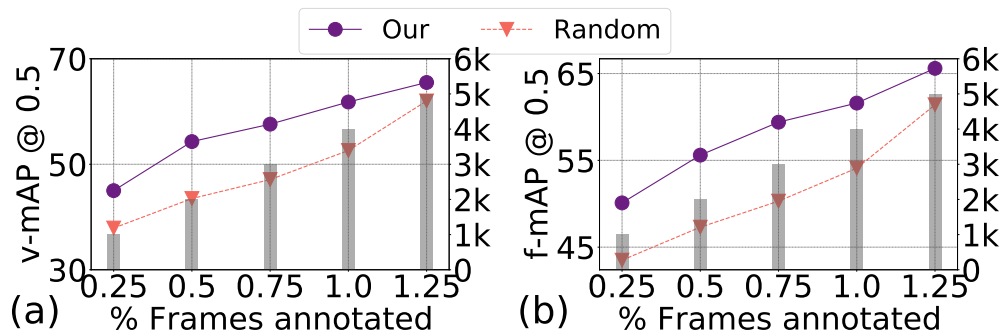 Our Random
v-mAP @ 0.5
70
50
30
6k
5k
4k
3k
2k
1k
0
0.25 0.50 0.75 1.0 1.25
% Frames annotated
(a)
f-mAP @ 0.5
65
55
45
6k
5k
4k
3k
2k
1k
0
0.25 0.50 0.75 1.0 1.25
% Frames annotated
(b)